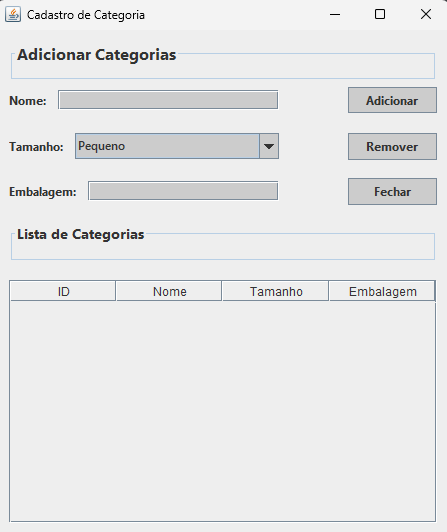 Cadastro de Categoria
Adicionar Categorias
Nome:
Adicionar
Tamanho:
Pequeno
Remover
Embalagem:
Fechar
Lista de Categorias
ID Nome Tamanho Embalagem